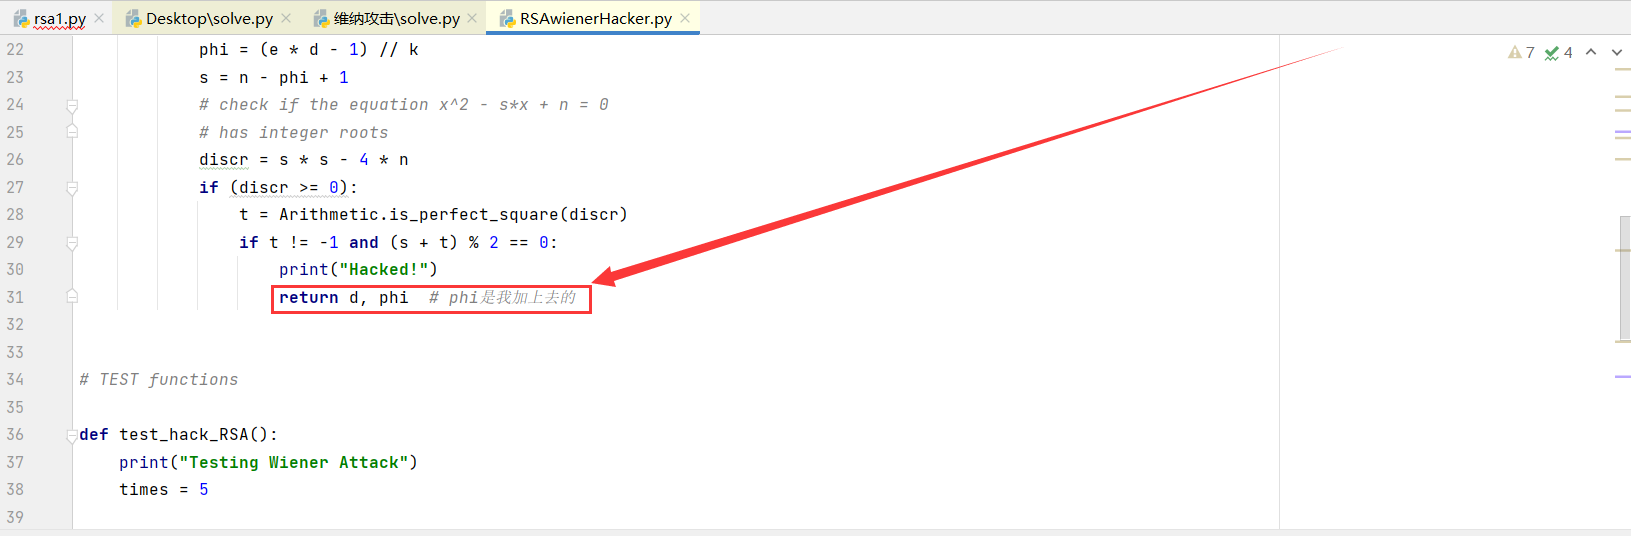 rsa1.py Desktop\solve.py 维纳攻击\solve.py RSAwienerHacker.py
7 4
22 phi = (e * d - 1) // k
23 s = n - phi + 1
24 # check if the equation x^2 - s*x + n = 0
25 # has integer roots
26 discr = s * s - 4 * n
27 if (discr >= 0):
28 t = Arithmetic.is_perfect_square(discr)
29 if t != -1 and (s + t) % 2 == 0:
30 print("Hacked!")
31 return d, phi # phi是我加上去的
32
33
34 # TEST functions
35
36 def test_hack_RSA():
37 print("Testing Wiener Attack")
38 times = 5
39